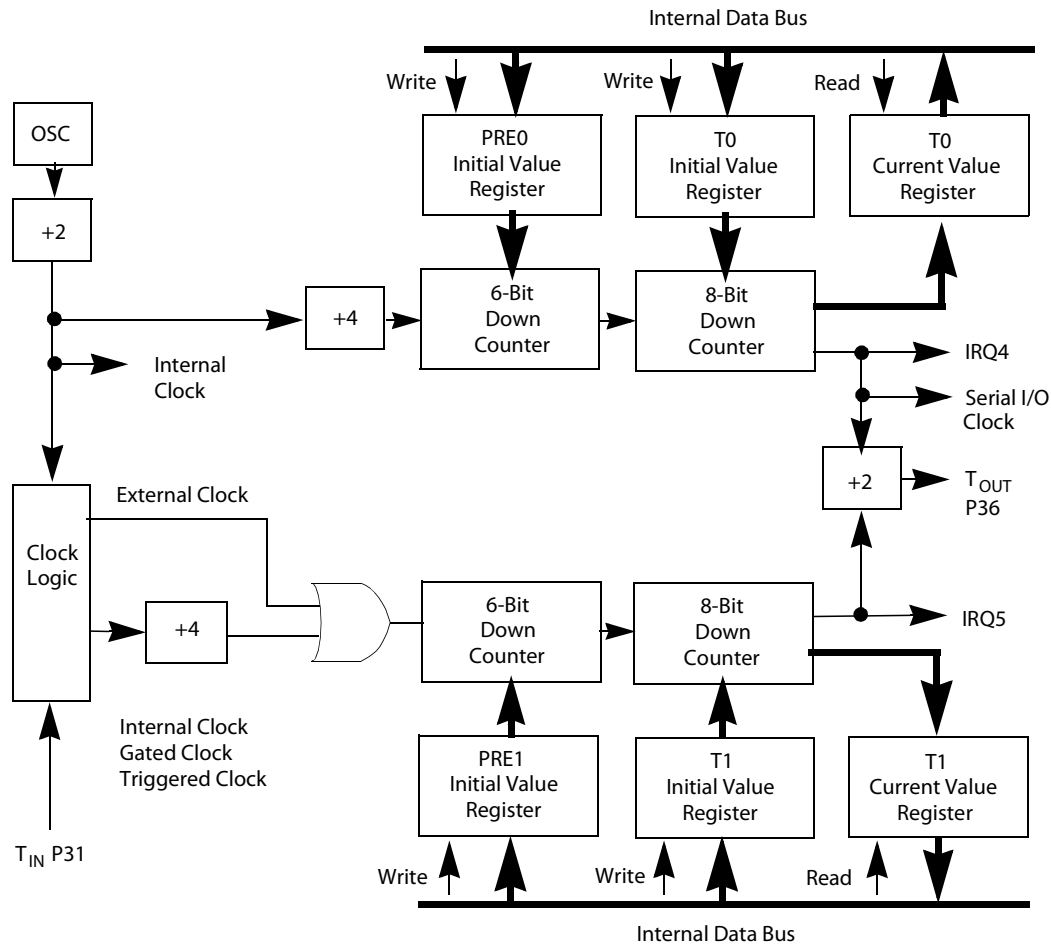 Internal Data Bus
Write
Write
Read
OSC
PRE0
Initial Value
Register
T0
Initial Value
Register
T0
Current Value
Register
+2
6-Bit
Down
Counter
8-Bit
Down
Counter
+4
Internal
Clock
IRQ4
Serial I/O
Clock
+2
TOUT
P36
External Clock
Clock
Logic
+4
6-Bit
Down
Counter
8-Bit
Down
Counter
IRQ5
Internal Clock
Gated Clock
Triggered Clock
PRE1
Initial Value
Register
T1
Initial Value
Register
T1
Current Value
Register
TIN P31
Write
Write
Read
Internal Data Bus